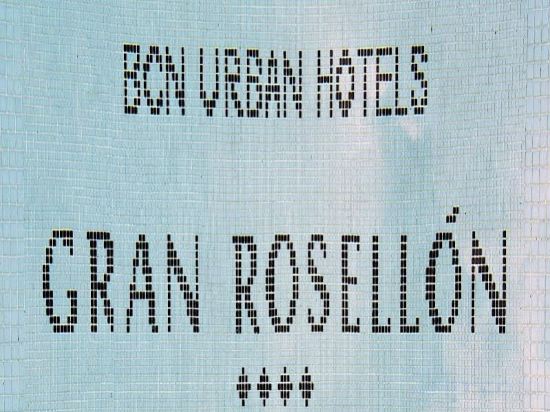 BCN URBAN HOTELS
GRAN ROSELLÓN